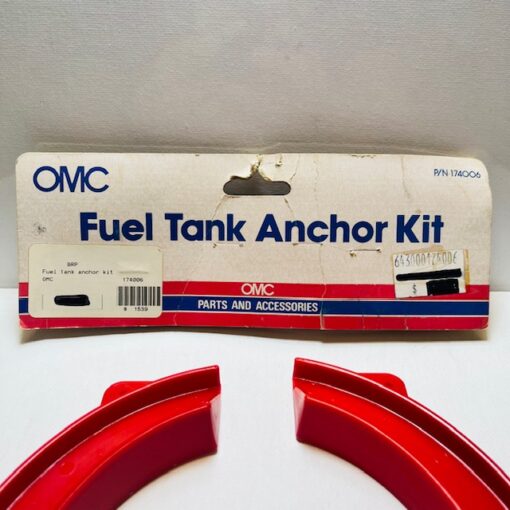 OMC
P/N 174006
Fuel Tank Anchor Kit
BRP
Fuel tank anchor kit
OMC 174006
$ 1539
$
OMC
PARTS AND ACCESSORIES